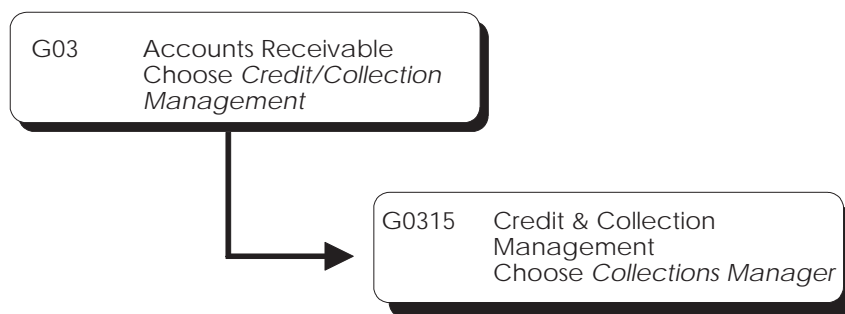 G03 Accounts Receivable
Choose Credit/Collection
Management
G0315 Credit & Collection
Management
Choose Collections Manager